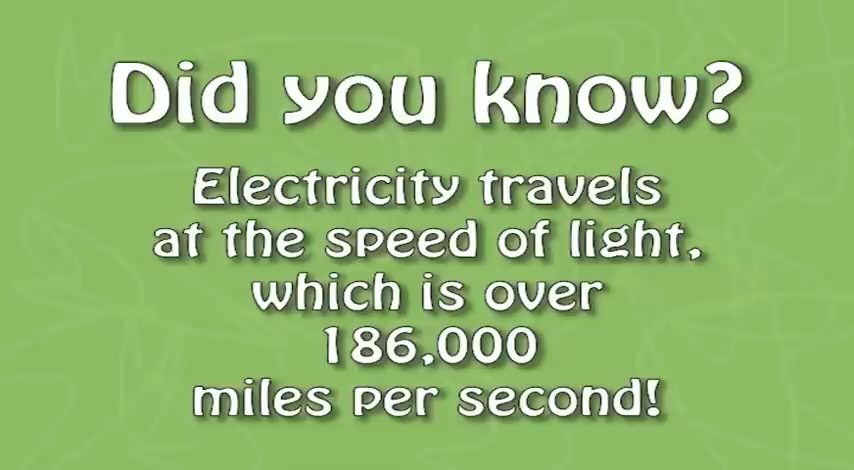 Did you know?
Electricity travels
at the speed of light,
which is over
186,000
miles per second!